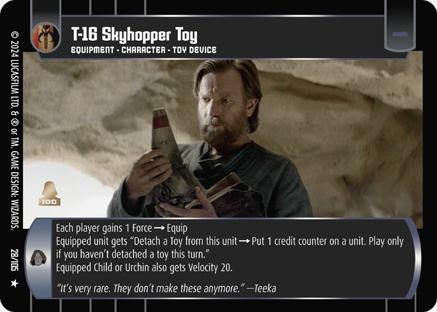 T-16 Skyhopper Toy
EQUIPMENT - CHARACTER - TOY DEVICE
© 2024 LUCASFILM LTD. & ® or TM. GAME DESIGN: WIZARDS.
28/105
IDC
Each player gains 1 Force → Equip
Equipped unit gets "Detach a Toy from this unit → Put 1 credit counter on a unit. Play only
if you haven't detached a toy this turn."
Equipped Child or Urchin also gets Velocity 20.
"It's very rare. They don't make these anymore." —Teeka